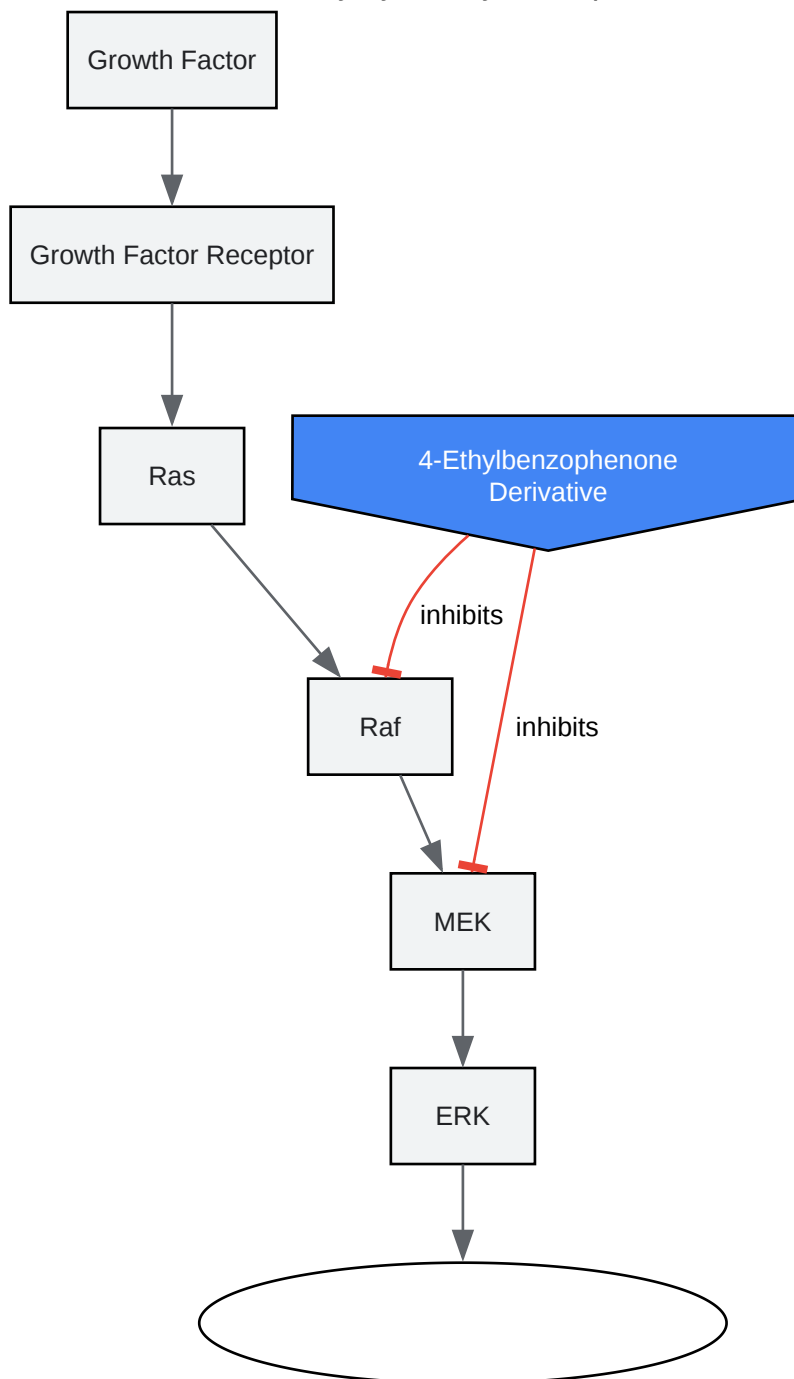 Growth Factor
Growth Factor Receptor
Ras
4-Ethylbenzophenone
Derivative
inhibits
Raf
inhibits
MEK
ERK